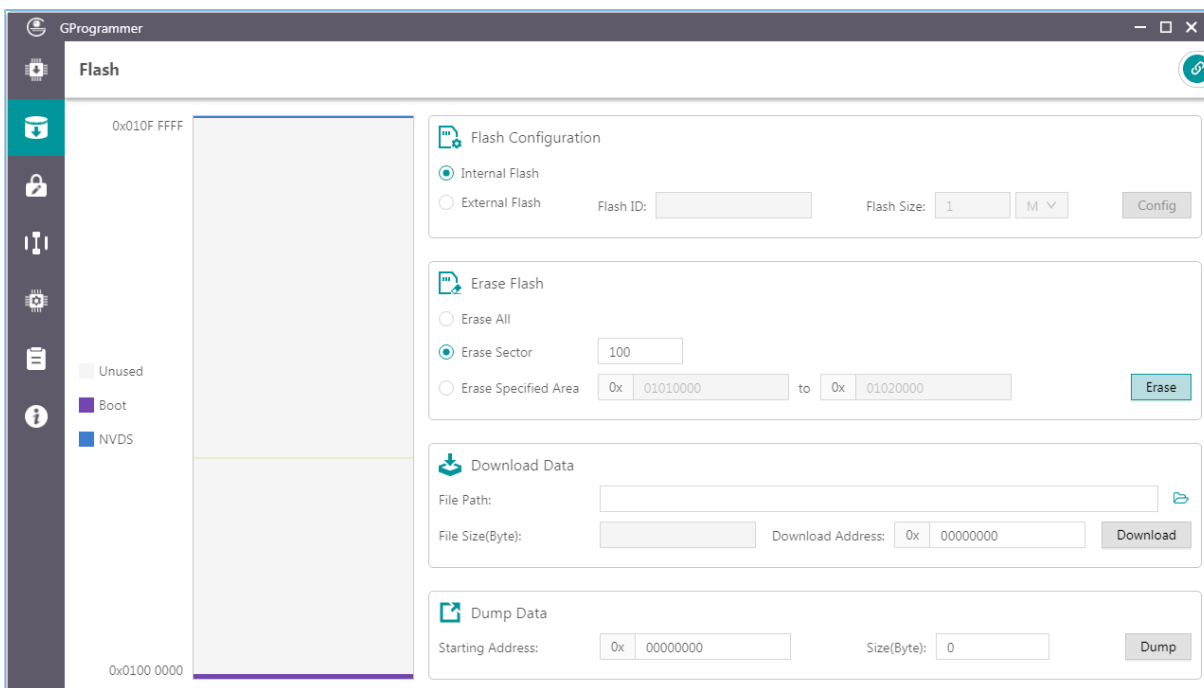 GProgrammer
Flash
0x010F FFFF
Unused
Boot
NVDS
0x0100 0000
Flash Configuration
Internal Flash
External Flash Flash ID: Flash Size: 1 M Config
Erase Flash
Erase All
Erase Sector 100
Erase Specified Area 0x 01010000 to 0x 01020000 Erase
Download Data
File Path:
File Size(Byte): Download Address: 0x 00000000 Download
Dump Data
Starting Address: 0x 00000000 Size(Byte): 0 Dump